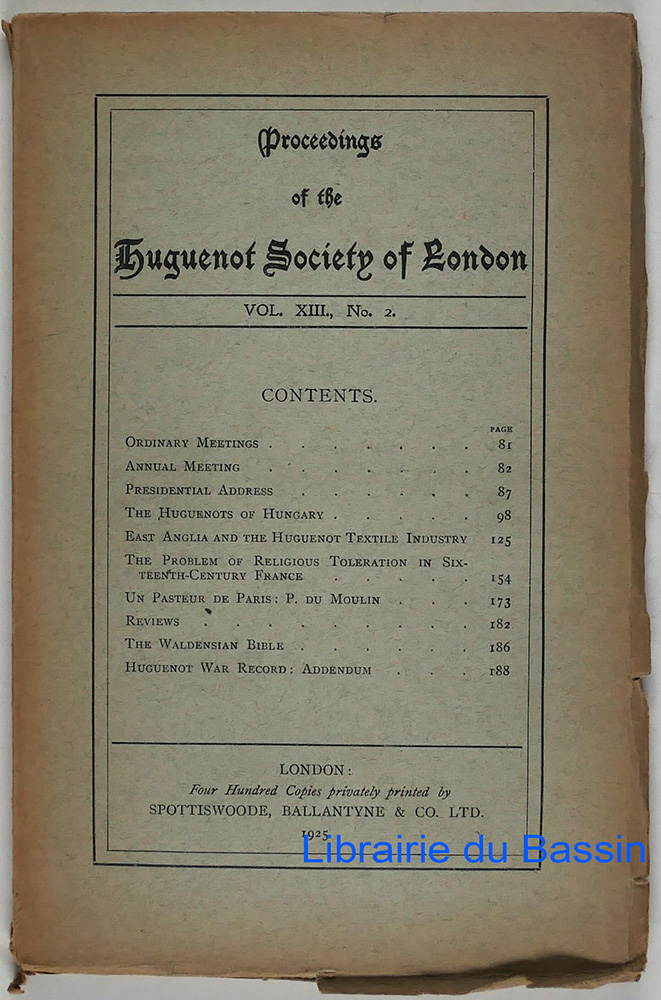 Proceedings
of the
Huguenot Society of London
VOL. XIII., No. 2.
CONTENTS.
PAGE
ORDINARY MEETINGS . . . . . . . 81
ANNUAL MEETING . . . . . . . 82
PRESIDENTIAL ADDRESS . . . . . . 87
THE HUGUENOTS OF HUNGARY . . . . . 98
EAST ANGLIA AND THE HUGUENOT TEXTILE INDUSTRY 125
THE PROBLEM OF RELIGIOUS TOLERATION IN SIX-
TEENTH-CENTURY FRANCE . . . . . 154
UN PASTEUR DE PARIS: P. DU MOULIN . . . 173
REVIEWS . . . . . . . . . 182
THE WALDENSIAN BIBLE . . . . . . 186
HUGUENOT WAR RECORD: ADDENDUM . . . 188
LONDON:
Four Hundred Copies privately printed by
SPOTTISWOODE, BALLANTYNE & CO. LTD.
1925
Librairie du Bassin